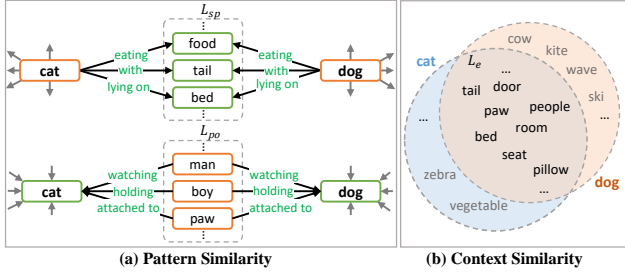 L_sp
food
eating
eating
cat
with
tail
with
dog
lying on
lying on
bed
L_po
man
watching
watching
cat
holding
boy
holding
dog
attached to
attached to
paw
(a) Pattern Similarity
cow
kite
cat
L_e
wave
...
tail
door
ski
paw
people
...
...
bed
room
seat
zebra
pillow
...
dog
vegetable
(b) Context Similarity